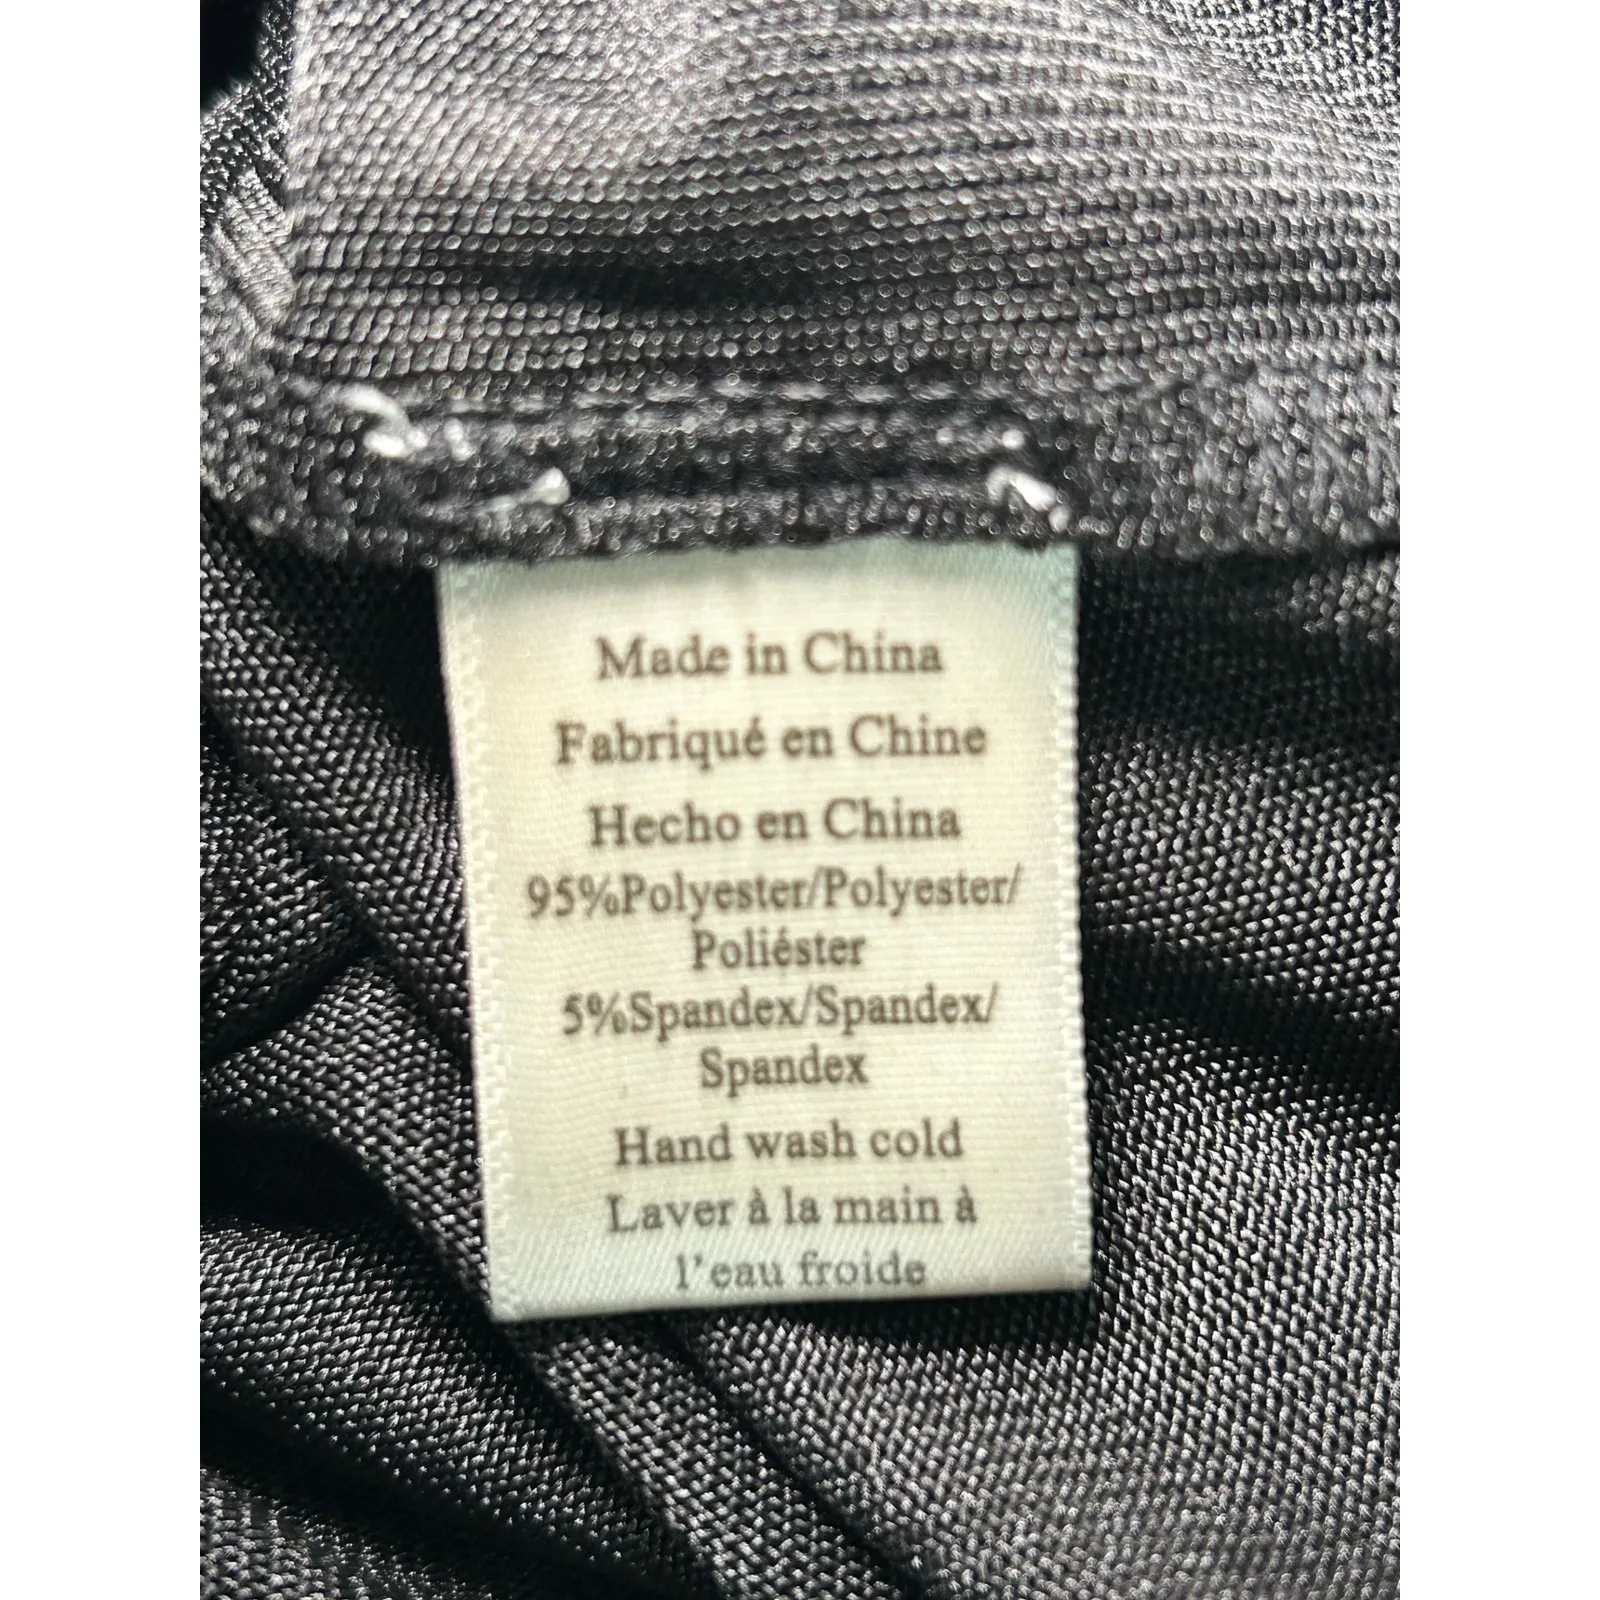 Made in China
Fabriqué en Chine
Hecho en China
95%Polyester/Polyester/
Poliéster
5%Spandex/Spandex/
Spandex
Hand wash cold
Laver à la main à
l'eau froide